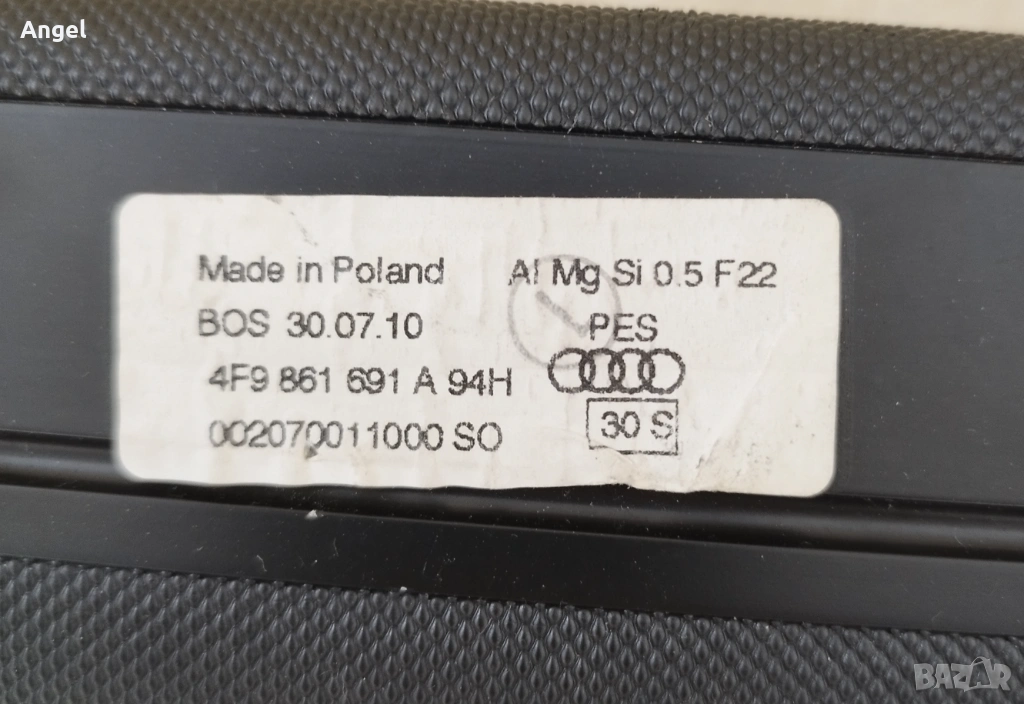 Angel
Made in Poland Al Mg Si 0.5 F22
BOS 30.07.10 PES
4F9 861 691 A 94H
002070011000 SO 30 S
BAZAR